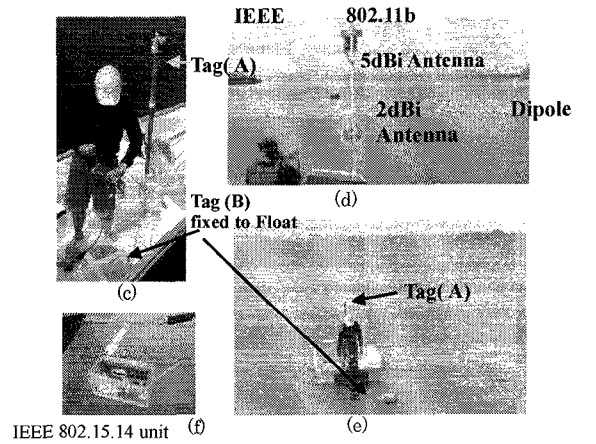 IEEE 802.11b
Tag( A)
5dBi Antenna
2dBi Dipole
Antenna
(d)
Tag (B)
fixed to Float
(c)
Tag( A)
(e)
(f)
IEEE 802.15.14 unit